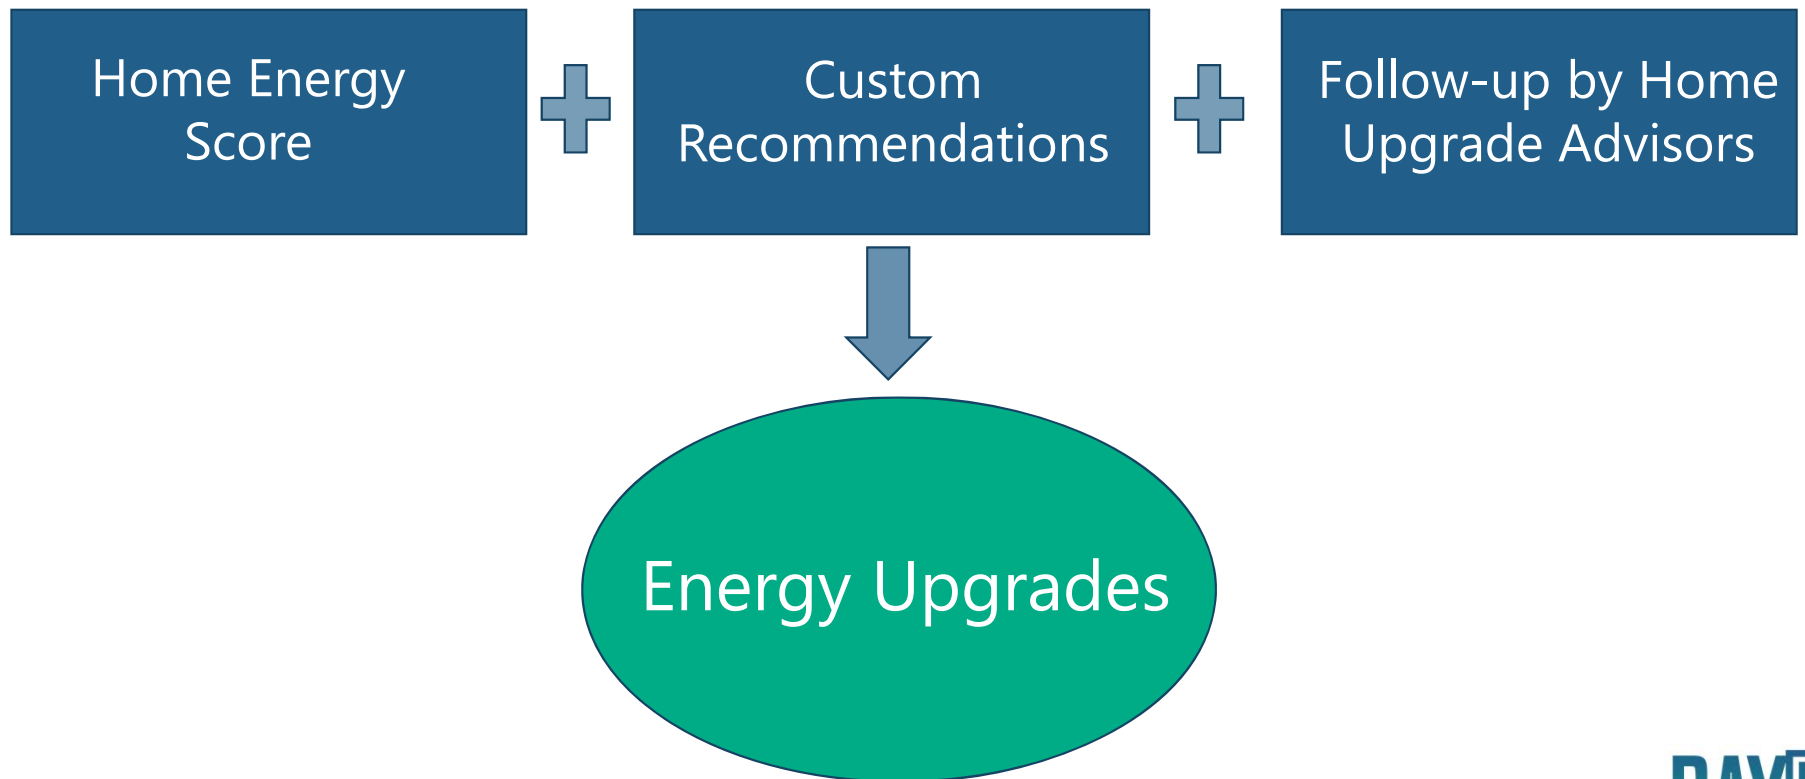 Home Energy
Score
Custom
Recommendations
Follow-up by Home
Upgrade Advisors
Energy Upgrades